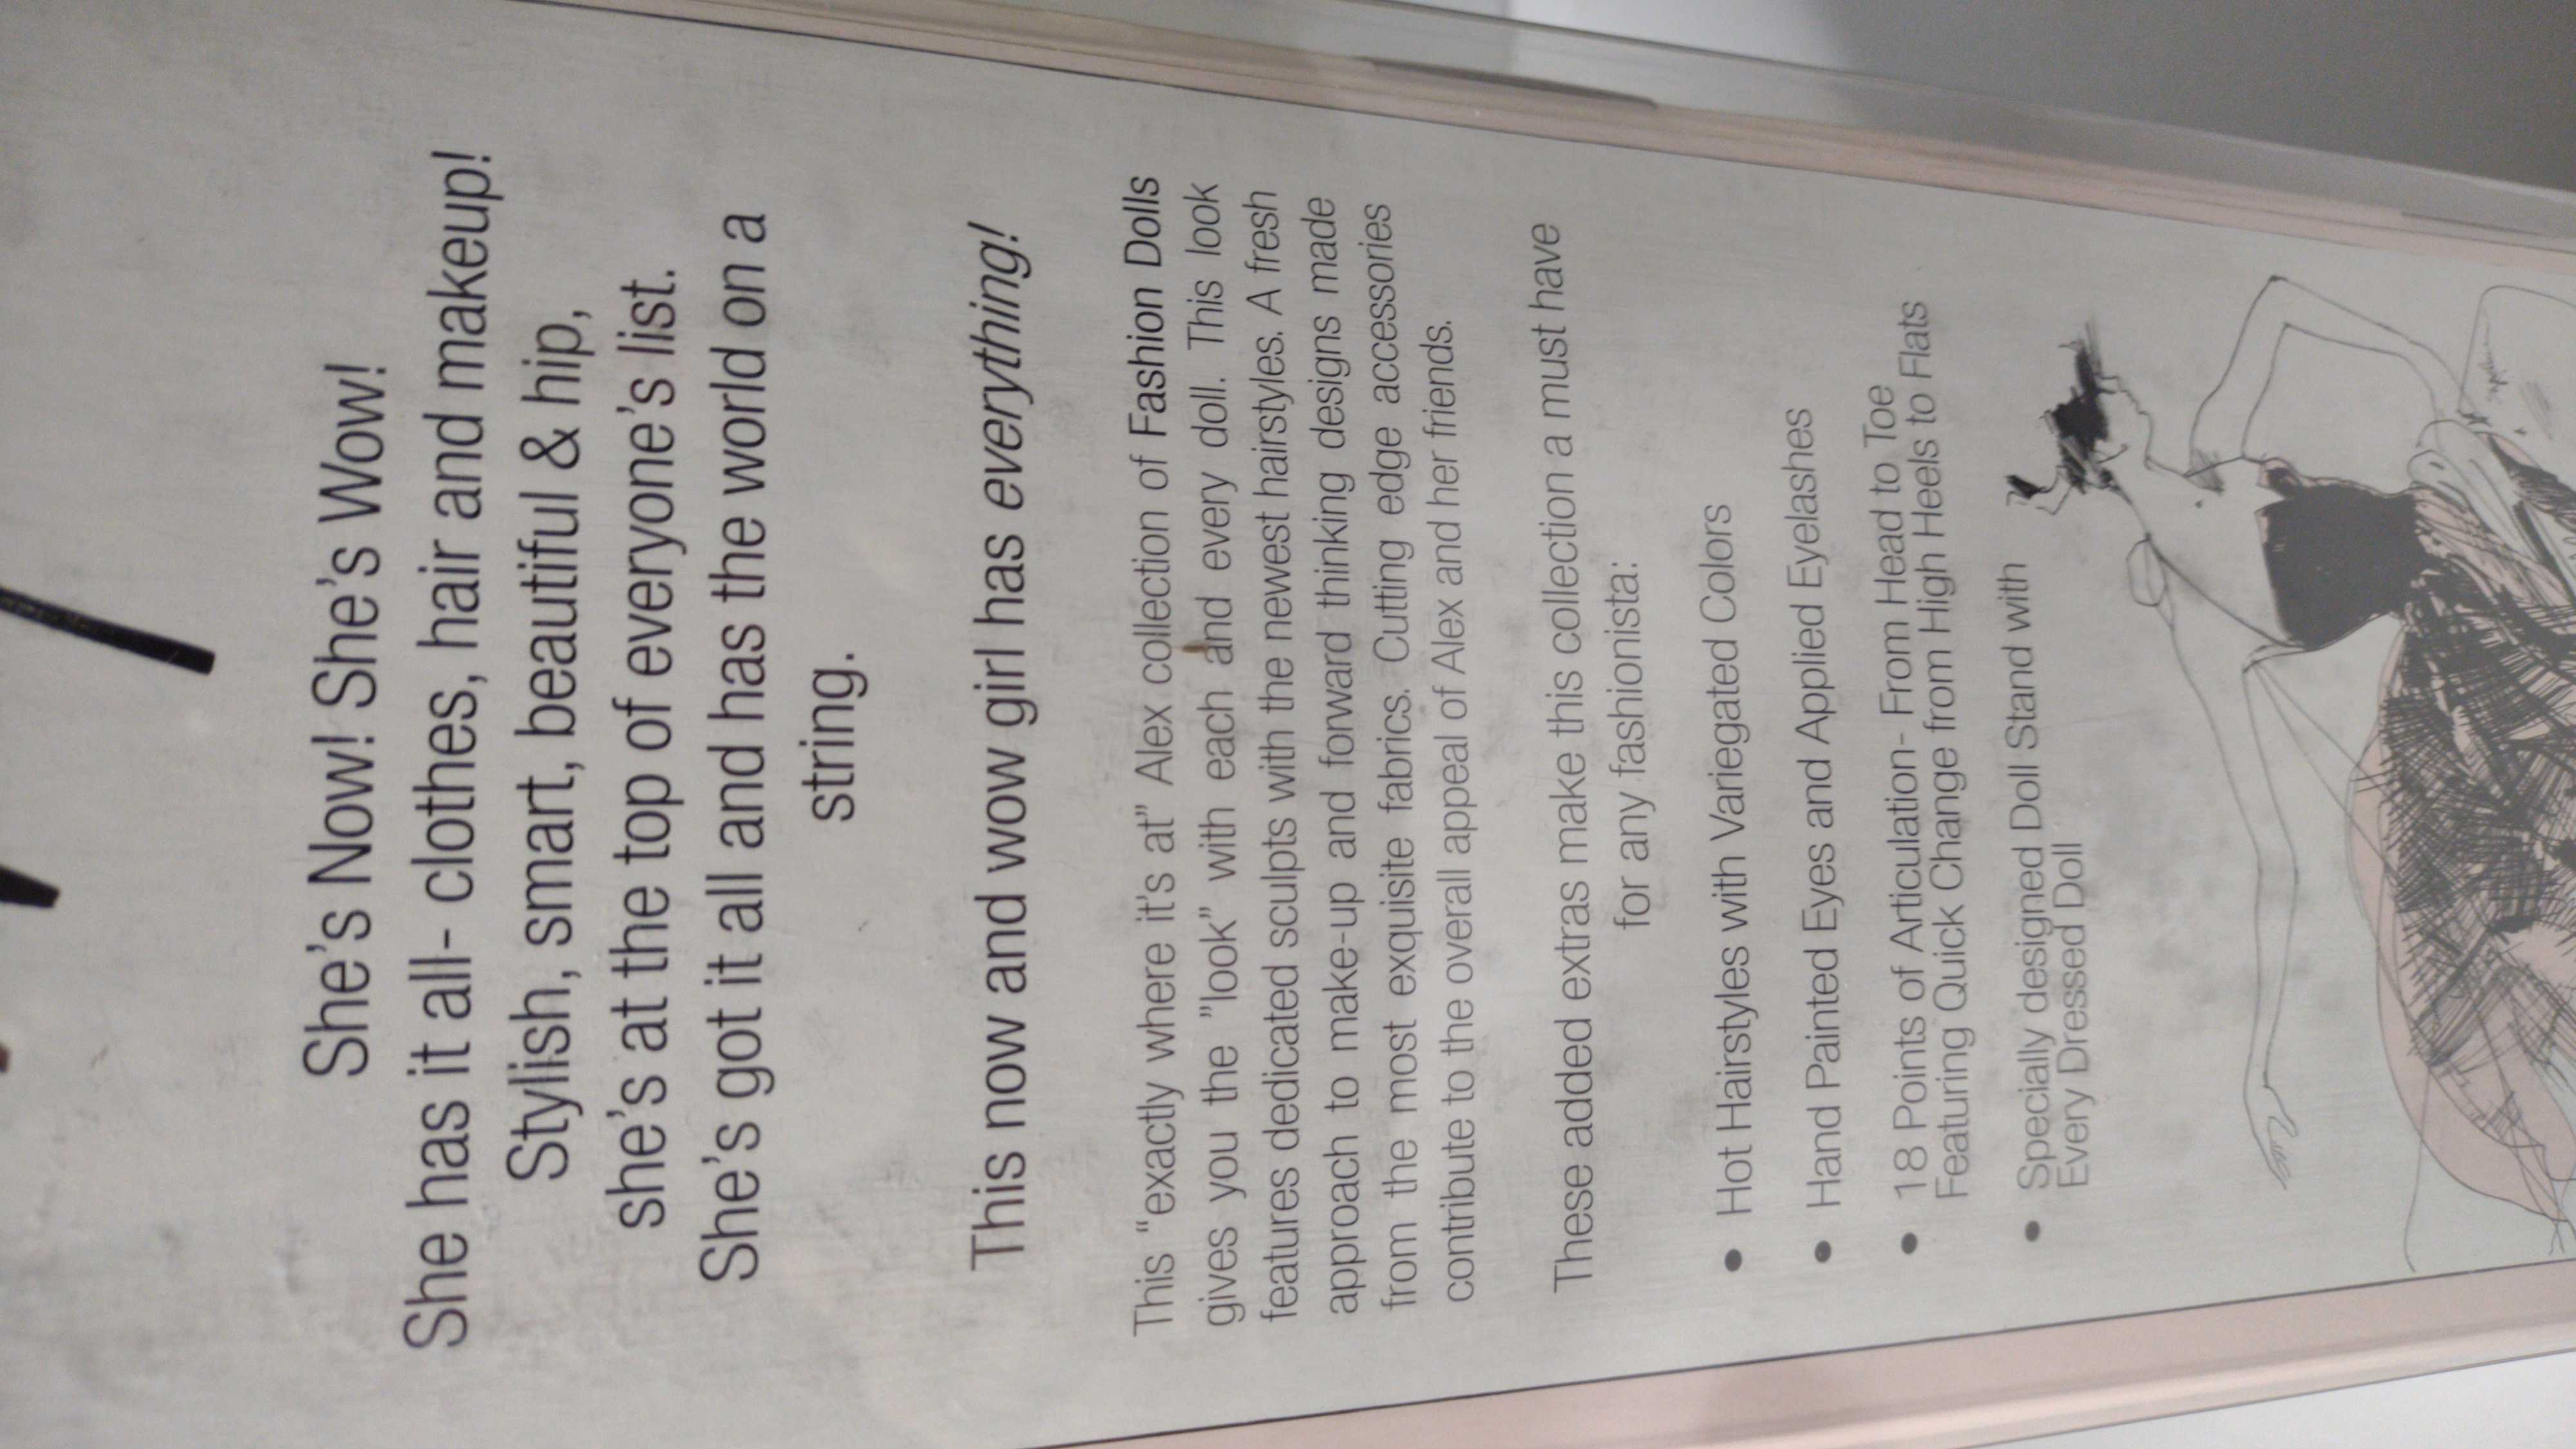 She's Now! She's Wow!
She has it all- clothes, hair and makeup!
Stylish, smart, beautiful & hip,
she's at the top of everyone's list.
She's got it all and has the world on a
string.
This now and wow girl has everything!
This “exactly where it's at” Alex collection of Fashion Dolls
gives you the "look" with each and every doll. This look
features dedicated sculpts with the newest hairstyles. A fresh
approach to make-up and forward thinking designs made
from the most exquisite fabrics. Cutting edge accessories
contribute to the overall appeal of Alex and her friends.
These added extras make this collection a must have
for any fashionista:
• Hot Hairstyles with Variegated Colors
• Hand Painted Eyes and Applied Eyelashes
• 18 Points of Articulation- From Head to Toe
Featuring Quick Change from High Heels to Flats
• Specially designed Doll Stand with
Every Dressed Doll